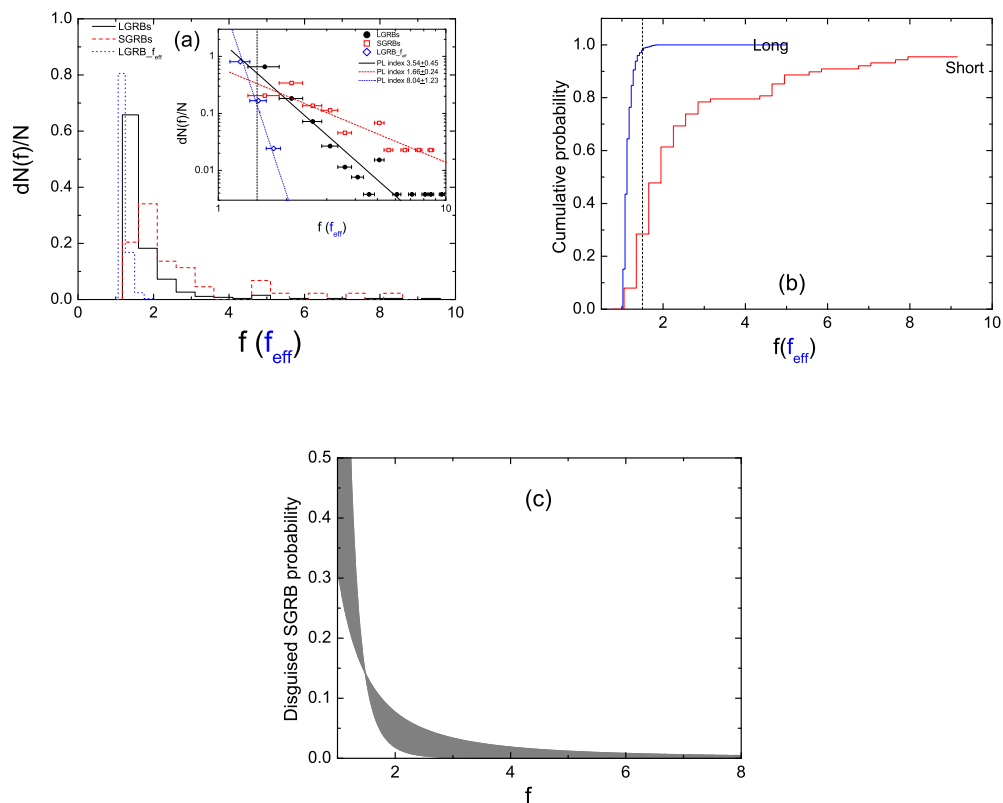 1.0
0.8
0.6
0.4
0.2
0.0
dN(f)/N
0 2 4 6 8 10
f (f_eff)
LGRBs
SGRBs
LGRB_f_eff
(a)
1
0.1
0.01
dN(f)/N
1 10
f (f_eff)
LGRBs
SGRBs
LGRB_f_eff
PL index 3.54±0.45
PL index 1.66±0.24
PL index 8.04±1.23
1.0
0.8
0.6
0.4
0.2
0.0
Cumulative probability
Long
Short
(b)
2 4 6 8 10
f(f_eff)
0.5
0.4
0.3
0.2
0.1
0.0
Disguised SGRB probability
(c)
2 4 6 8
f